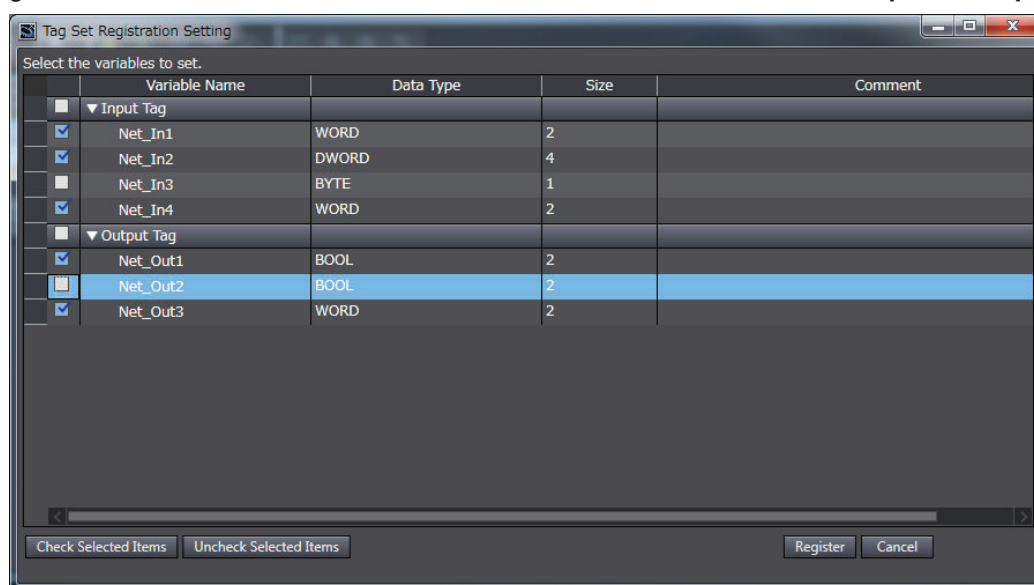 Tag Set Registration Setting
Select the variables to set.
Variable Name Data Type Size Comment
▼ Input Tag
Net_In1 WORD 2
Net_In2 DWORD 4
Net_In3 BYTE 1
Net_In4 WORD 2
▼ Output Tag
Net_Out1 BOOL 2
Net_Out2 BOOL 2
Net_Out3 WORD 2
Check Selected Items Uncheck Selected Items Register Cancel